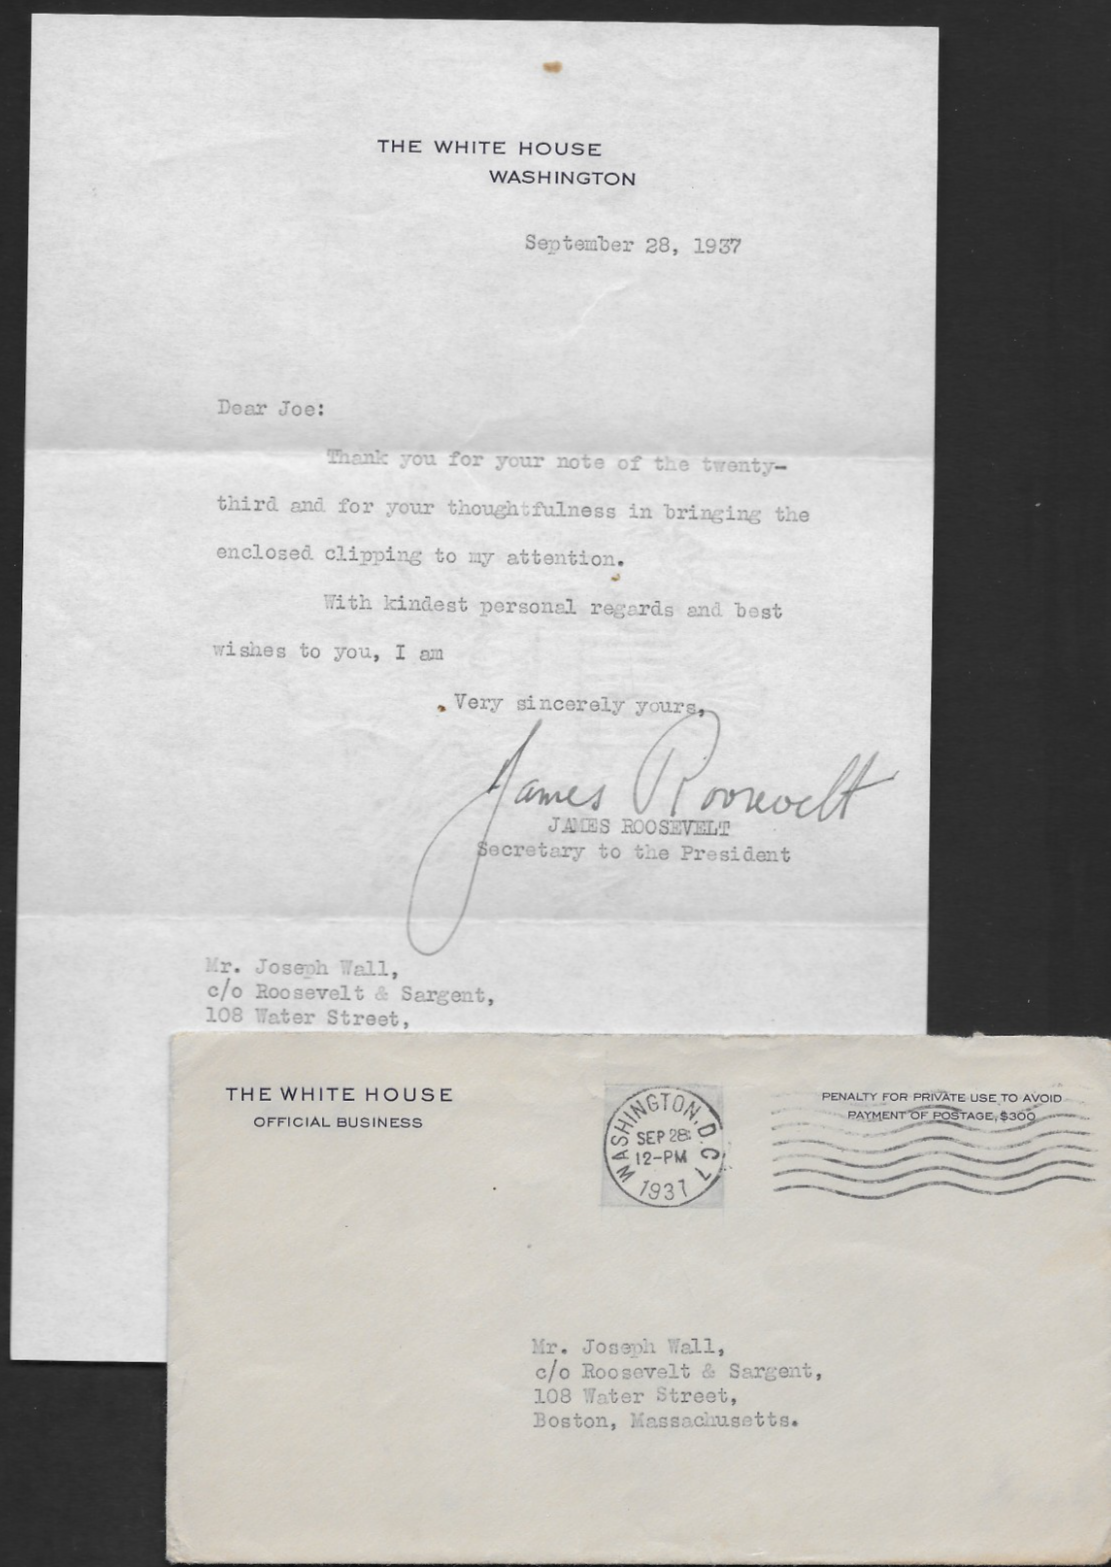 THE WHITE HOUSE
WASHINGTON
September 28, 1937
Dear Joe:
Thank you for your note of the twenty-
third and for your thoughtfulness in bringing the
enclosed clipping to my attention.
With kindest personal regards and best
wishes to you, I am
Very sincerely yours,
James Roosevelt
JAMES ROOSEVELT
Secretary to the President
Mr. Joseph Wall,
c/o Roosevelt & Sargent,
108 Water Street,
THE WHITE HOUSE
OFFICIAL BUSINESS
WASHINGTON, D.C. 7
SEP 28
12-PM
1937
PENALTY FOR PRIVATE USE TO AVOID
PAYMENT OF POSTAGE, $300
Mr. Joseph Wall,
c/o Roosevelt & Sargent,
108 Water Street,
Boston, Massachusetts.